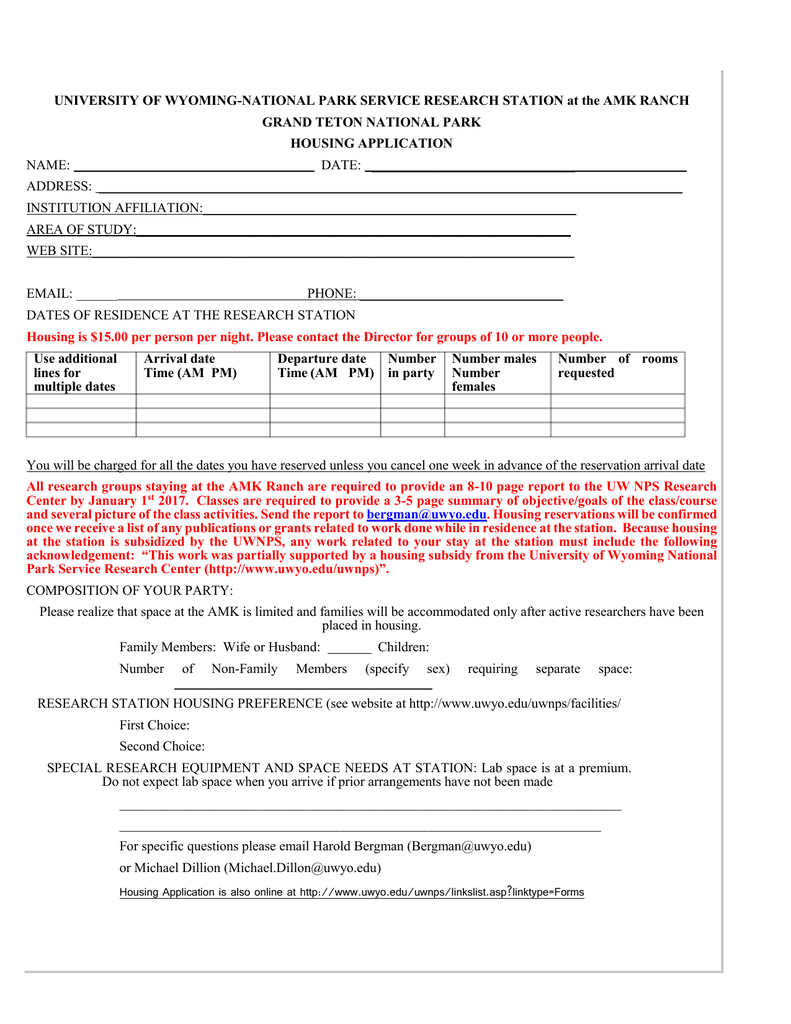 UNIVERSITY OF WYOMING-NATIONAL PARK SERVICE RESEARCH STATION at the AMK RANCH
GRAND TETON NATIONAL PARK
HOUSING APPLICATION
NAME: ____________________ DATE: ____________________
ADDRESS: ____________________
INSTITUTION AFFILIATION: ____________________
AREA OF STUDY: ____________________
WEB SITE: ____________________
EMAIL: ____________________ PHONE: ____________________
DATES OF RESIDENCE AT THE RESEARCH STATION
Housing is $15.00 per person per night. Please contact the Director for groups of 10 or more people.
Use additional lines for multiple dates | Arrival date Time (AM PM) | Departure date Time (AM PM) | Number in party | Number males Number females | Number of rooms requested
You will be charged for all the dates you have reserved unless you cancel one week in advance of the reservation arrival date
All research groups staying at the AMK Ranch are required to provide an 8-10 page report to the UW NPS Research
Center by January 1st 2017. Classes are required to provide a 3-5 page summary of objective/goals of the class/course
and several picture of the class activities. Send the report to bergman@uwyo.edu. Housing reservations will be confirmed
once we receive a list of any publications or grants related to work done while in residence at the station. Because housing
at the station is subsidized by the UWNPS, any work related to your stay at the station must include the following
acknowledgement: “This work was partially supported by a housing subsidy from the University of Wyoming National
Park Service Research Center (http://www.uwyo.edu/uwnps)”.
COMPOSITION OF YOUR PARTY:
Please realize that space at the AMK is limited and families will be accommodated only after active researchers have been
placed in housing.
Family Members: Wife or Husband: ______ Children:
Number of Non-Family Members (specify sex) requiring separate space:
____________________
RESEARCH STATION HOUSING PREFERENCE (see website at http://www.uwyo.edu/uwnps/facilities/
First Choice:
Second Choice:
SPECIAL RESEARCH EQUIPMENT AND SPACE NEEDS AT STATION: Lab space is at a premium.
Do not expect lab space when you arrive if prior arrangements have not been made
____________________
____________________
For specific questions please email Harold Bergman (Bergman@uwyo.edu)
or Michael Dillion (Michael.Dillon@uwyo.edu)
Housing Application is also online at http://www.uwyo.edu/uwnps/linkslist.asp?linktype=Forms